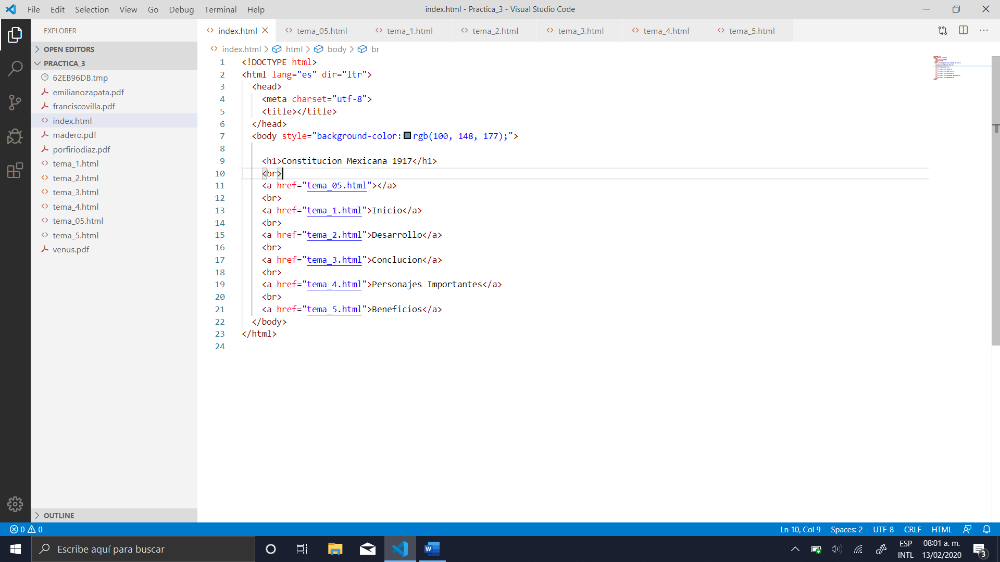 File Edit Selection View Go Debug Terminal Help
index.html - Practica_3 - Visual Studio Code
EXPLORER
OPEN EDITORS
PRACTICA_3
62EB96DB.tmp
emilianozapata.pdf
franciscovilla.pdf
index.html
madero.pdf
porfiriodiaz.pdf
tema_1.html
tema_2.html
tema_3.html
tema_4.html
tema_05.html
tema_5.html
venus.pdf
OUTLINE
index.html tema_05.html tema_1.html tema_2.html tema_3.html tema_4.html tema_5.html
index.html > html > body > br
1 <!DOCTYPE html>
2 <html lang="es" dir="ltr">
3 <head>
4 <meta charset="utf-8">
5 <title></title>
6 </head>
7 <body style="background-color: rgb(100, 148, 177);">
8
9 <h1>Constitucion Mexicana 1917</h1>
10 <br>
11 <a href="tema_05.html"></a>
12 <br>
13 <a href="tema_1.html">Inicio</a>
14 <br>
15 <a href="tema_2.html">Desarrollo</a>
16 <br>
17 <a href="tema_3.html">Conclucion</a>
18 <br>
19 <a href="tema_4.html">Personajes Importantes</a>
20 <br>
21 <a href="tema_5.html">Beneficios</a>
22 </body>
23 </html>
24
0 0
Ln 10, Col 9 Spaces: 2 UTF-8 CRLF HTML
Escribe aquí para buscar
ESP
INTL
08:01 a. m.
13/02/2020
3